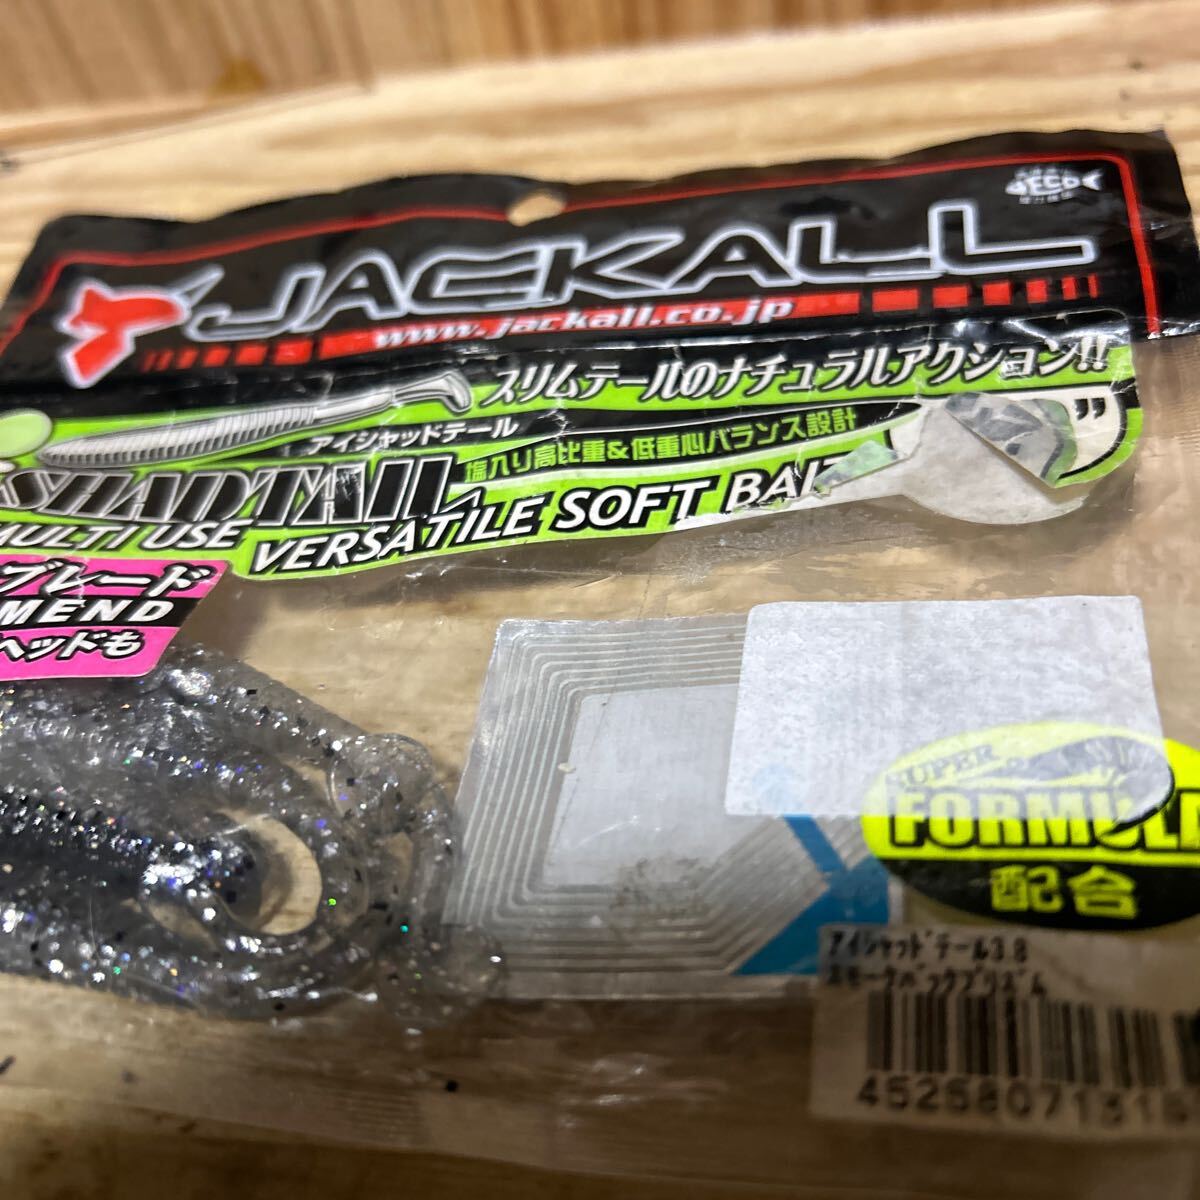 JACKALL
www.jackall.co.jp
ECO
スリムテールのナチュラルアクション!!
アイシャッドテール
塩入り高比重&低重心バランス設計
SHADTAIL
MULTI USE VERSATILE SOFT BAIT
ブレード
MEND
ヘッドも
SUPER
FORMULA
配合
アイシャッドテール3.8
スモークバックプリズム